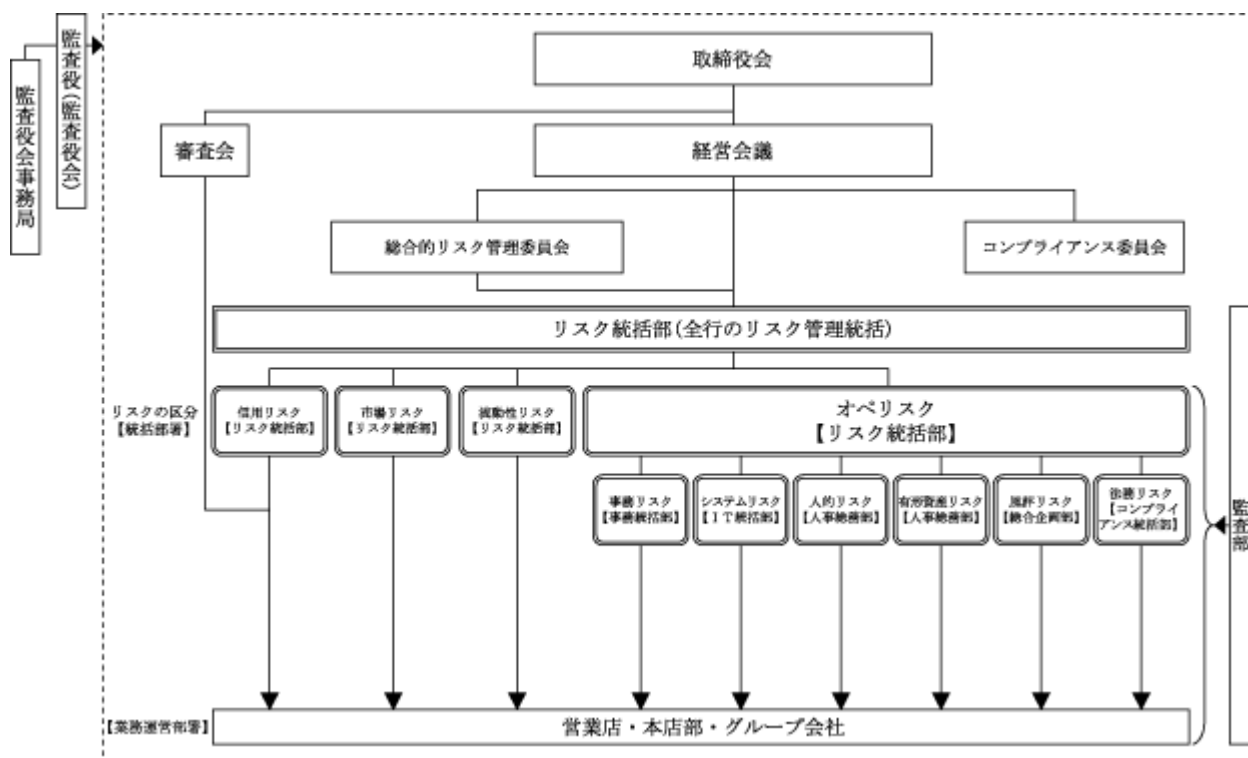 監査役会事務局
監査役(監査役会)
取締役会
審査会
経営会議
総合的リスク管理委員会
コンプライアンス委員会
リスク統括部(全行のリスク管理統括)
リスクの区分
【統括部署】
信用リスク
【リスク統括部】
市場リスク
【リスク統括部】
流動性リスク
【リスク統括部】
オペリスク
【リスク統括部】
事務リスク
【事務統括部】
システムリスク
【IT統括部】
人的リスク
【人事総務部】
有形資産リスク
【人事総務部】
風評リスク
【総合企画部】
法務リスク
【コンプライ
アンス統括部】
監査部
【業務運営部署】
営業店・本店部・グループ会社